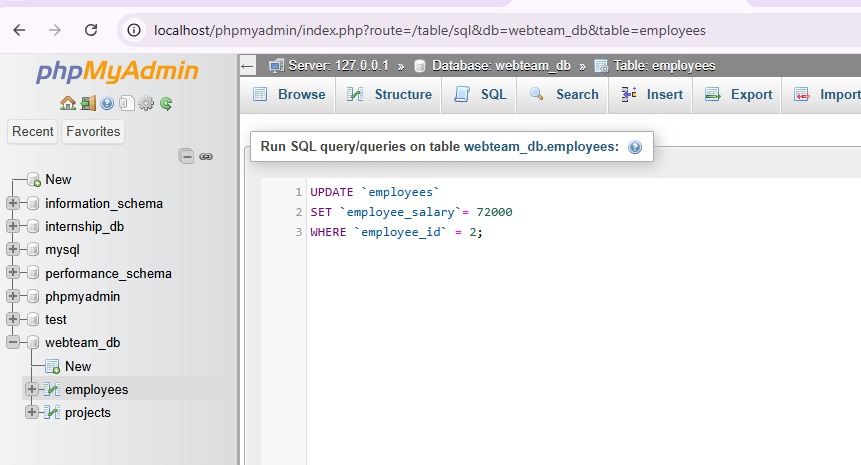 localhost/phpmyadmin/index.php?route=/table/sql&db=webteam_db&table=employees
phpMyAdmin
Recent Favorites
New
information_schema
internship_db
mysql
performance_schema
phpmyadmin
test
webteam_db
New
employees
projects
Server: 127.0.0.1 » Database: webteam_db » Table: employees
Browse Structure SQL Search Insert Export Import
Run SQL query/queries on table webteam_db.employees:
1 UPDATE `employees`
2 SET `employee_salary`= 72000
3 WHERE `employee_id` = 2;